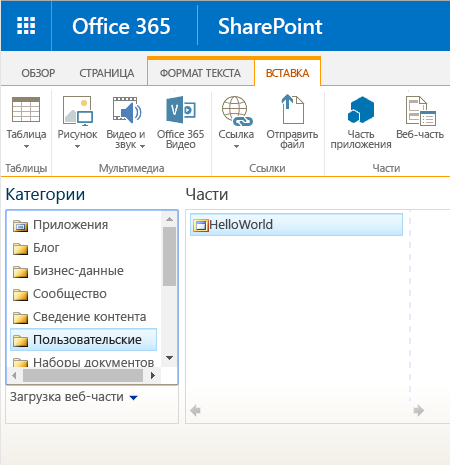 Office 365 SharePoint
ОБЗОР СТРАНИЦА ФОРМАТ ТЕКСТА ВСТАВКА
Таблица Рисунок Видео и звук Office 365 Видео Ссылка Отправить файл Часть приложения Веб-часть
Таблицы Мультимедиа Ссылки Части
Категории
Приложения
Блог
Бизнес-данные
Сообщество
Сведение контента
Пользовательские
Наборы документов
Загрузка веб-части
Части
HelloWorld